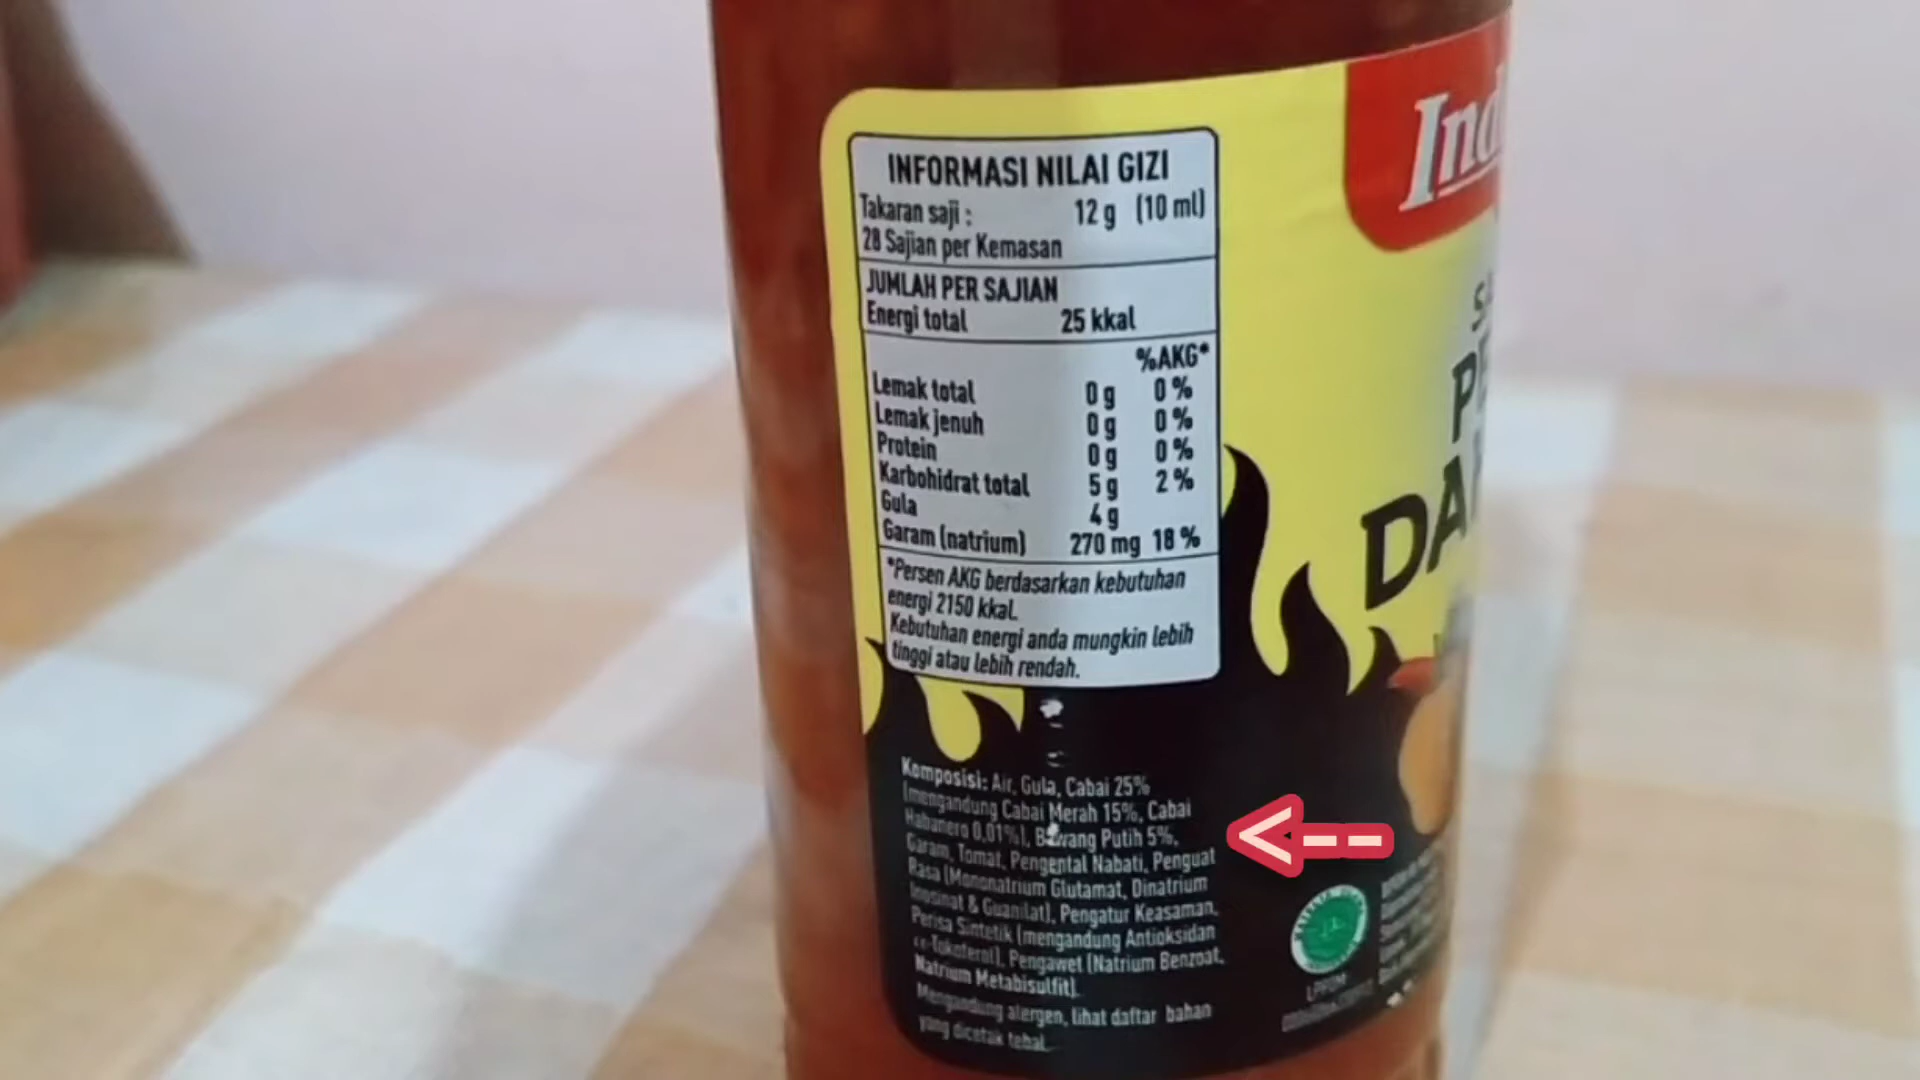 INFORMASI NILAI GIZI
Takaran saji : 12 g (10 ml)
28 Sajian per Kemasan
JUMLAH PER SAJIAN
Energi total 25 kkal
%AKG*
Lemak total 0 g 0 %
Lemak jenuh 0 g 0 %
Protein 0 g 0 %
Karbohidrat total 5 g 2 %
Gula 4 g
Garam (natrium) 270 mg 18 %
*Persen AKG berdasarkan kebutuhan
energi 2150 kkal.
Kebutuhan energi anda mungkin lebih
tinggi atau lebih rendah.
Komposisi: Air, Gula, Cabai 25%
(mengandung Cabai Merah 15%, Cabai
Habanero 0,01%), Bawang Putih 5%,
Garam, Tomat, Pengental Nabati, Penguat
Rasa (Mononatrium Glutamat, Dinatrium
Inosinat & Guanilat), Pengatur Keasaman,
Perisa Sintetik (mengandung Antioksidan
α-Tokoferol), Pengawet (Natrium Benzoat,
Natrium Metabisulfit)
Mengandung alergen, lihat daftar bahan
yang dicetak tebal
Ind
DA
LPPOM